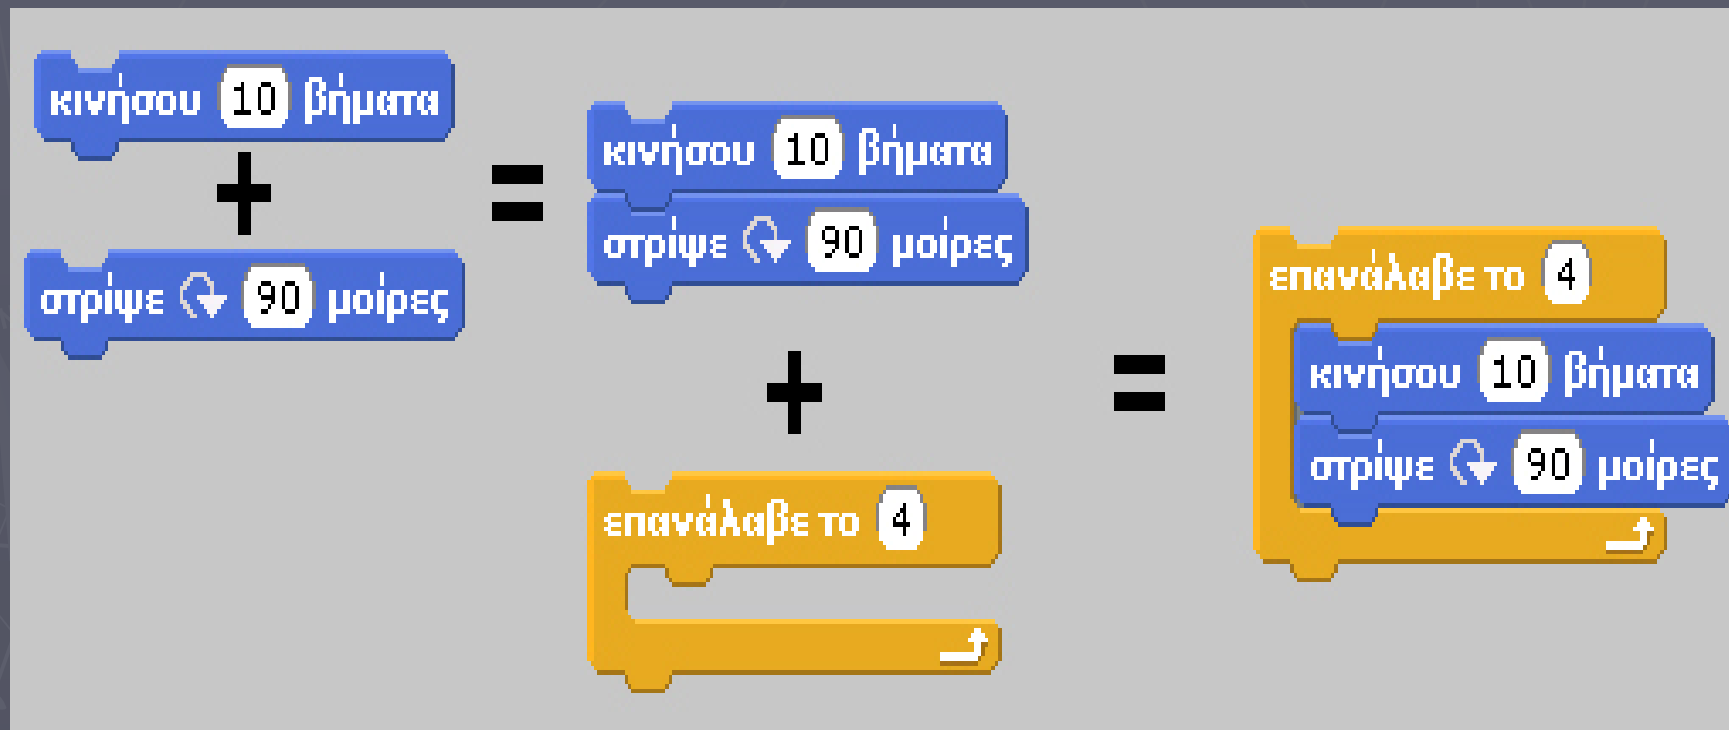 κινήσου 10 βήματα
+
στρίψε 90 μοίρες
=
κινήσου 10 βήματα
στρίψε 90 μοίρες
+
επανάλαβε το 4
=
επανάλαβε το 4
κινήσου 10 βήματα
στρίψε 90 μοίρες